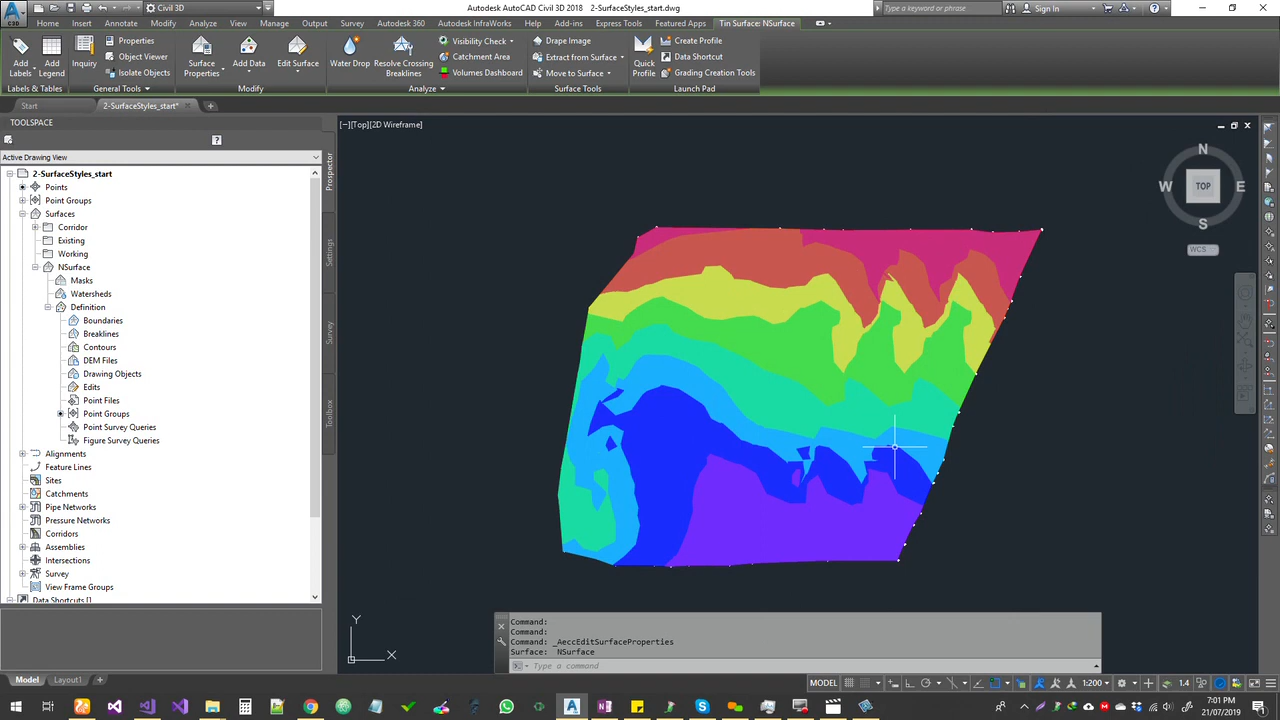 C3D Civil 3D Autodesk AutoCAD Civil 3D 2018 2-SurfaceStyles_start.dwg Type a keyword or phrase Sign In
Home Insert Annotate Modify Analyze View Manage Output Survey Autodesk 360 Autodesk InfraWorks Help Add-ins Express Tools Featured Apps Tin Surface: NSurface
Properties Visibility Check Drape Image Create Profile
Object Viewer Catchment Area Extract from Surface Data Shortcut
Add Labels Add Legend Inquiry Isolate Objects Surface Properties Add Data Edit Surface Water Drop Resolve Crossing Breaklines Volumes Dashboard Move to Surface Quick Profile Grading Creation Tools
Labels & Tables General Tools Modify Analyze Surface Tools Launch Pad
Start 2-SurfaceStyles_start*
TOOLSPACE
[−][Top][2D Wireframe]
Active Drawing View
Prospector
Settings
Survey
Toolbox
2-SurfaceStyles_start
Points
Point Groups
Surfaces
Corridor
Existing
Working
NSurface
Masks
Watersheds
Definition
Boundaries
Breaklines
Contours
DEM Files
Drawing Objects
Edits
Point Files
Point Groups
Point Survey Queries
Figure Survey Queries
Alignments
Feature Lines
Sites
Catchments
Pipe Networks
Pressure Networks
Corridors
Assemblies
Intersections
Survey
View Frame Groups
Data Shortcuts []
N
W TOP E
S
WCS
Y
X
Command:
Command:
Command: _AeccEditSurfaceProperties
Surface: NSurface
Type a command
Model Layout1 +
MODEL 1:200 1.4
7:01 PM
21/07/2019